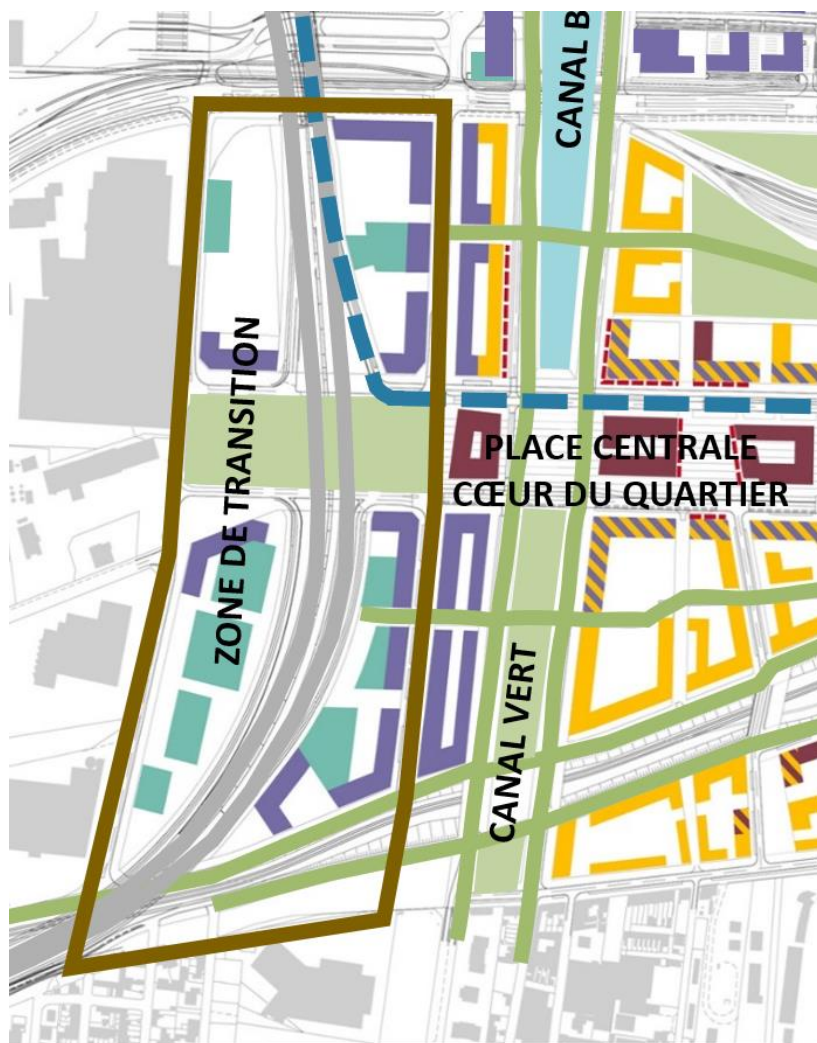 CANAL B
ZONE DE TRANSITION
PLACE CENTRALE
CŒUR DU QUARTIER
CANAL VERT